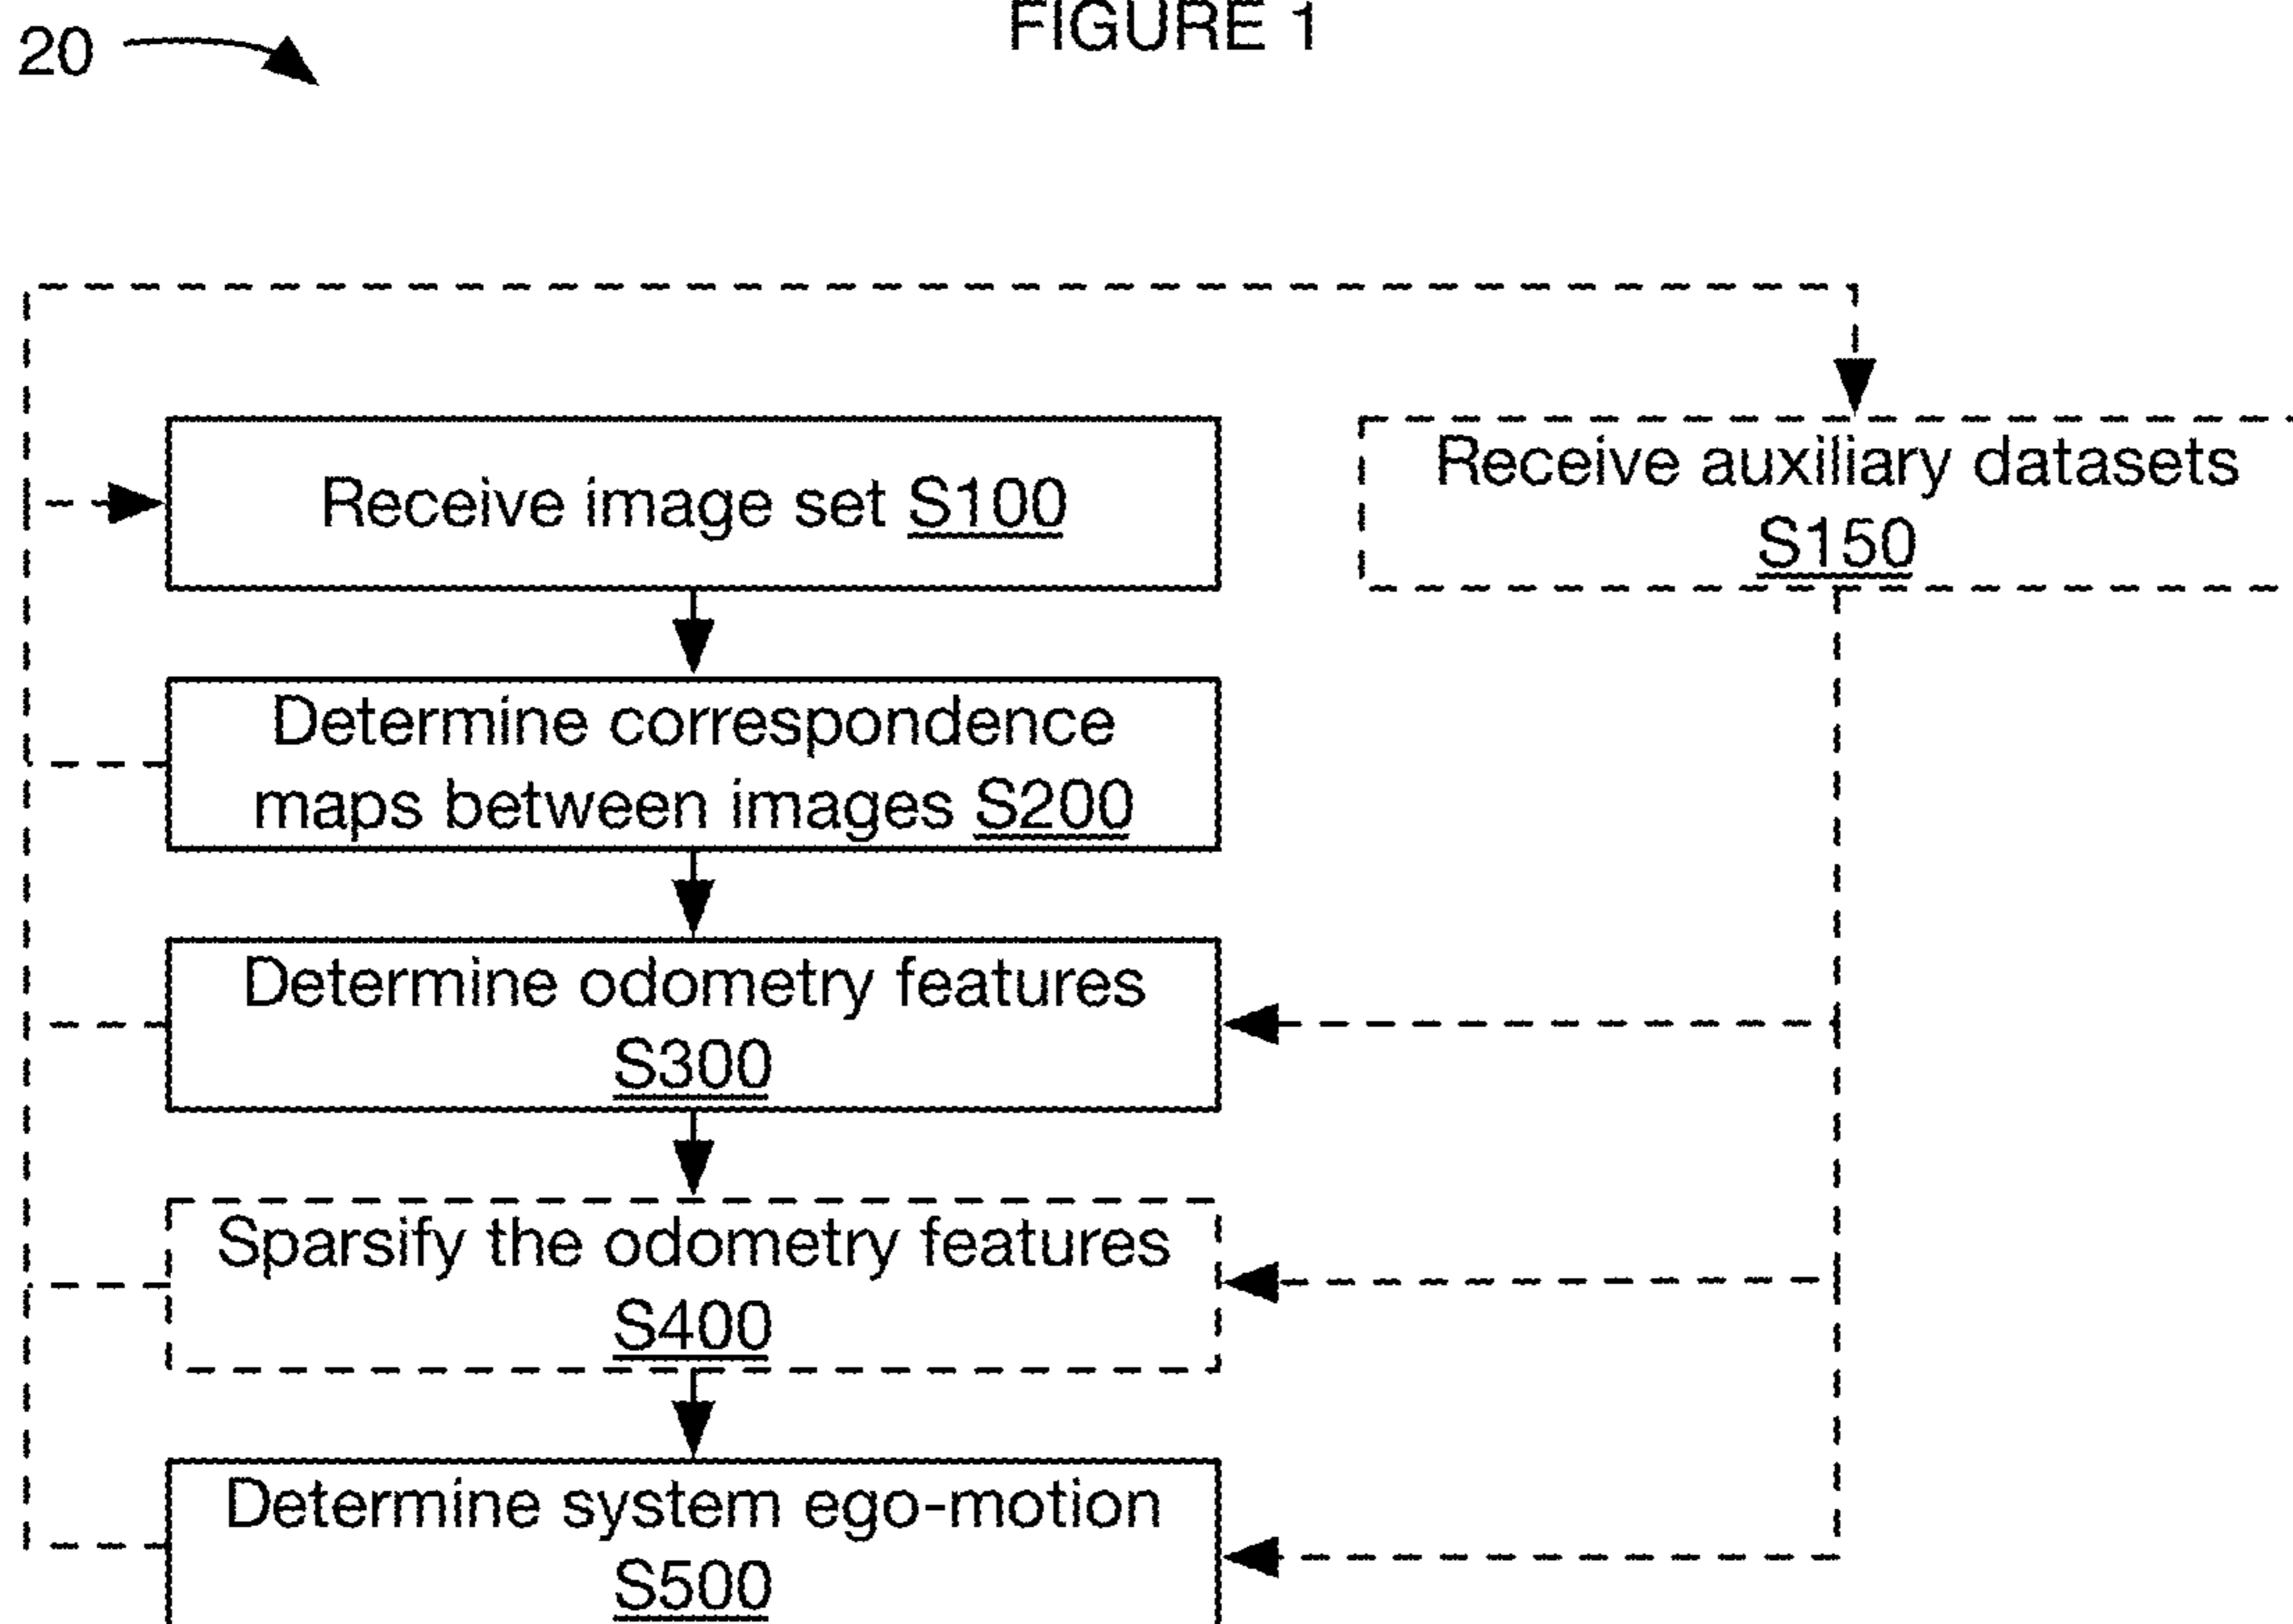 FIGURE 1
20
Receive image set S100
Receive auxiliary datasets
S150
Determine correspondence
maps between images S200
Determine odometry features
S300
Sparsify the odometry features
S400
Determine system ego-motion
S500